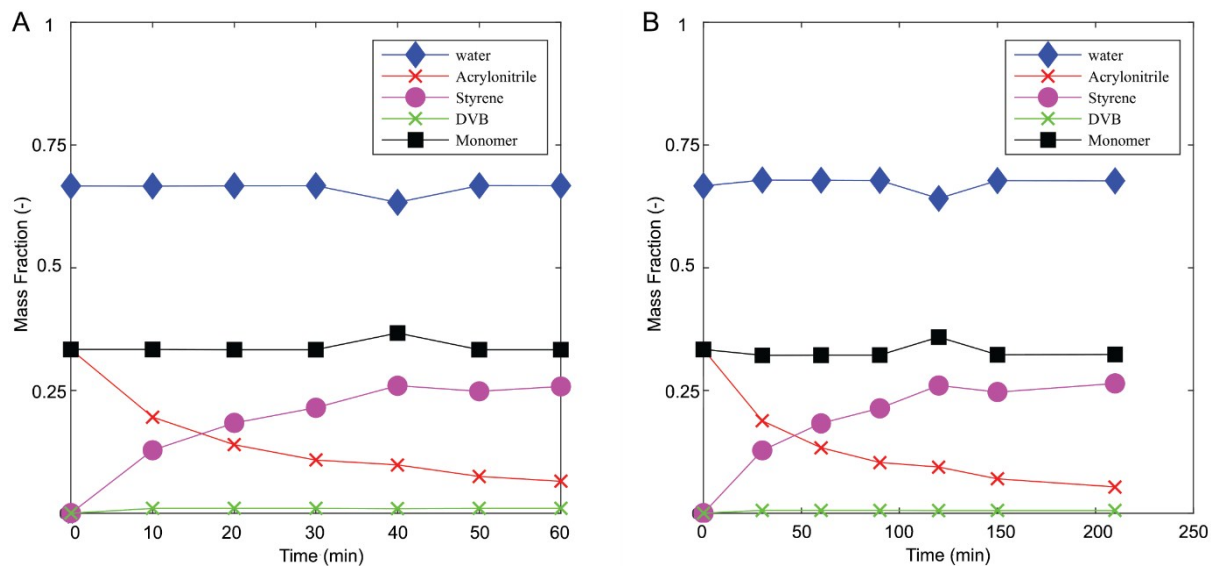 A
1
0.75
0.5
0.25
0
0 10 20 30 40 50 60
Mass Fraction (-)
Time (min)
water
Acrylonitrile
Styrene
DVB
Monomer
B
1
0.75
0.5
0.25
0
0 50 100 150 200 250
Mass Fraction (-)
Time (min)
water
Acrylonitrile
Styrene
DVB
Monomer